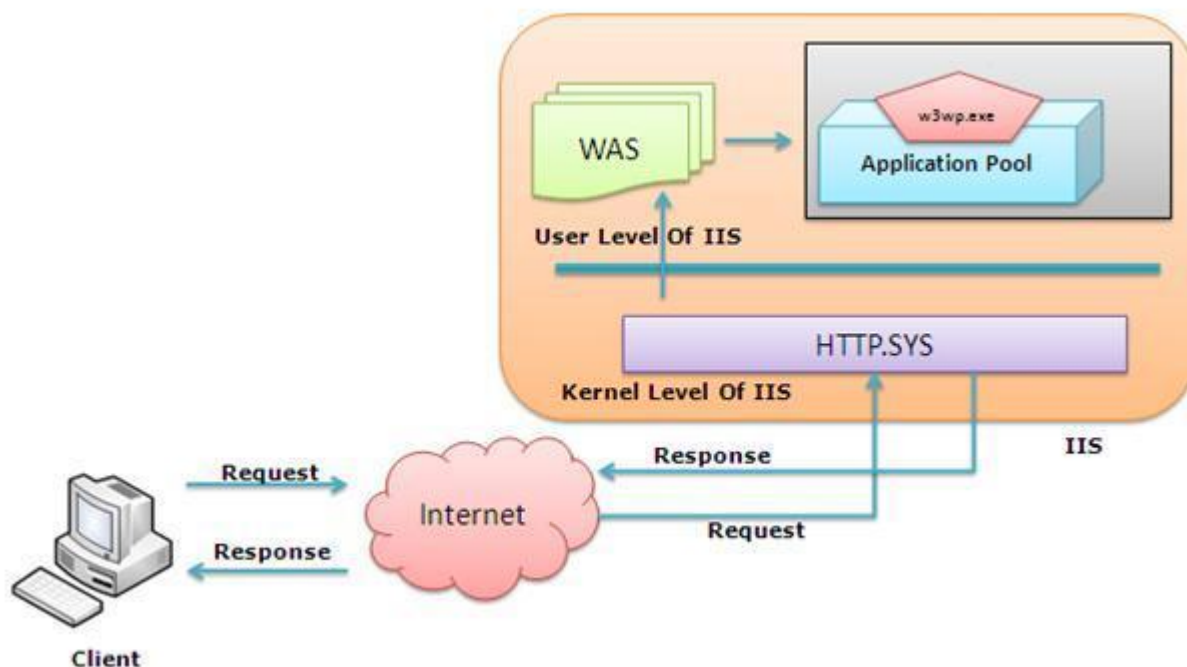 w3wp.exe
WAS
Application Pool
User Level Of IIS
HTTP.SYS
Kernel Level Of IIS
IIS
Response
Request
Internet
Request
Response
Client